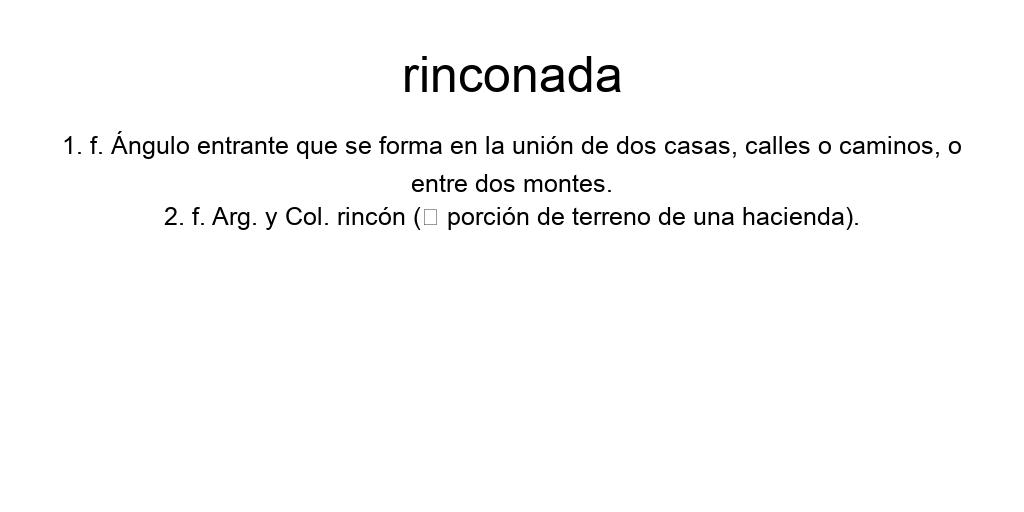 rinconada
1. f. Ángulo entrante que se forma en la unión de dos casas, calles o caminos, o
entre dos montes.
2. f. Arg. y Col. rincón (□ porción de terreno de una hacienda).